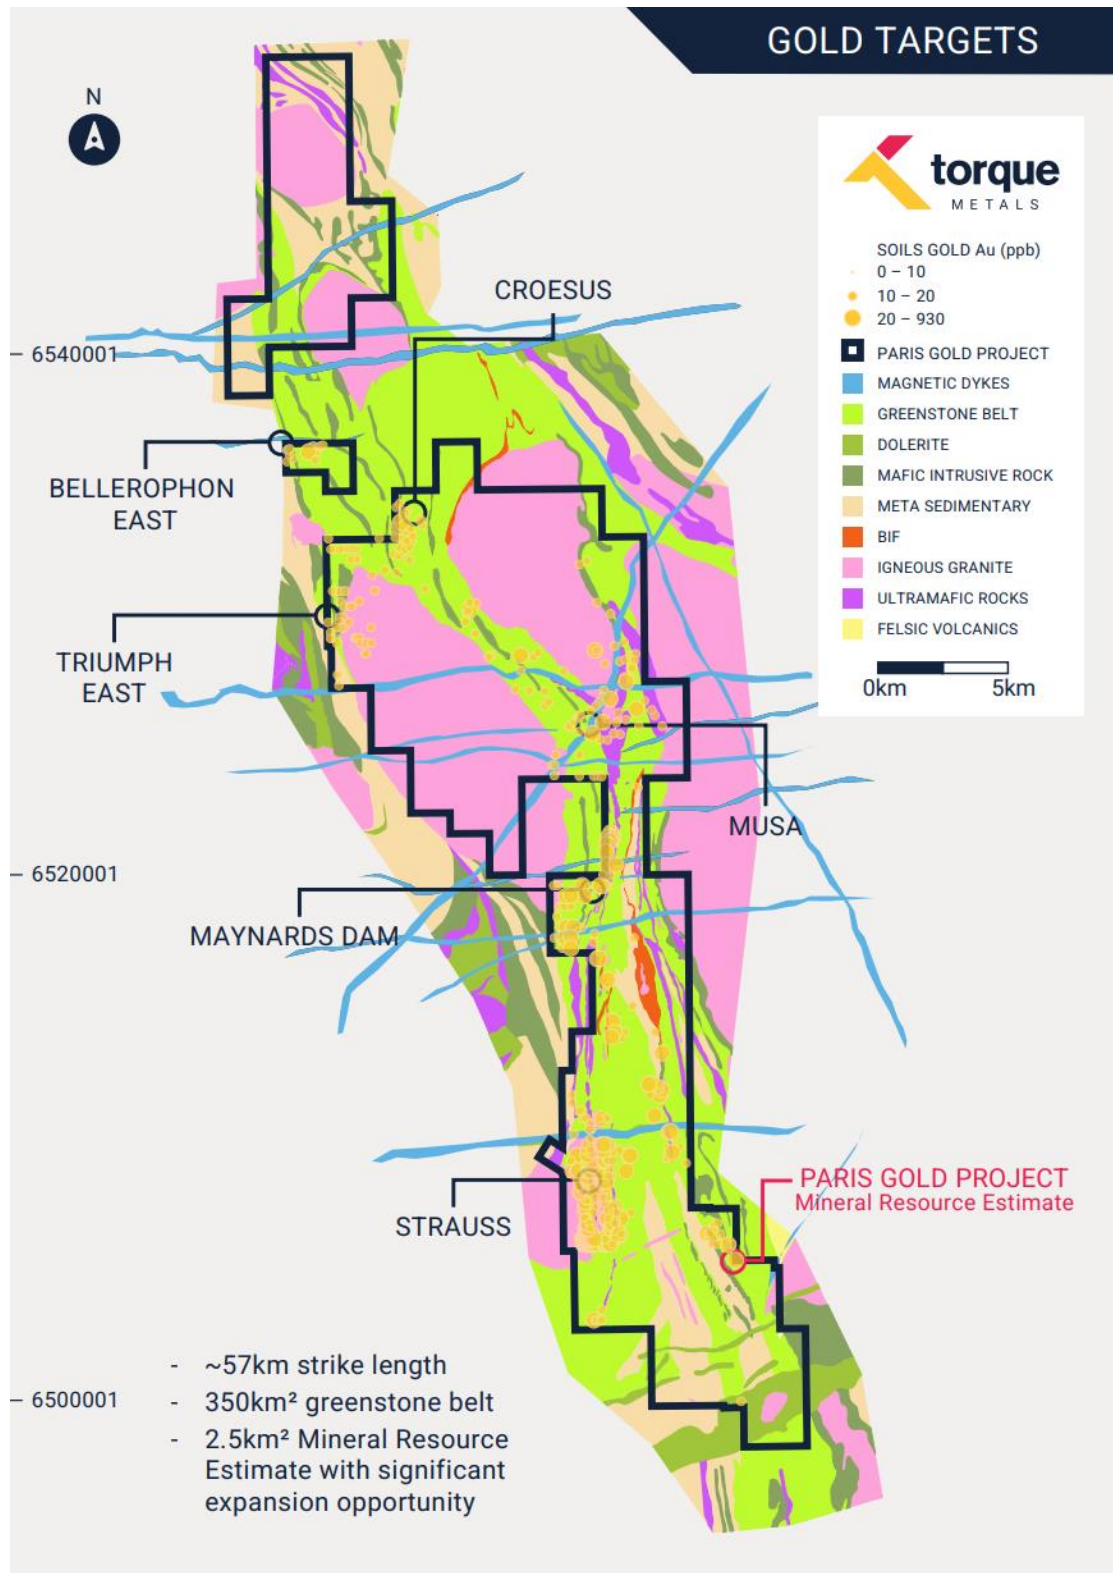 GOLD TARGETS
N
torque
METALS
SOILS GOLD Au (ppb)
0 – 10
10 – 20
20 – 930
PARIS GOLD PROJECT
MAGNETIC DYKES
GREENSTONE BELT
DOLERITE
MAFIC INTRUSIVE ROCK
META SEDIMENTARY
BIF
IGNEOUS GRANITE
ULTRAMAFIC ROCKS
FELSIC VOLCANICS
0km 5km
CROESUS
6540001
BELLEROPHON
EAST
TRIUMPH
EAST
MUSA
6520001
MAYNARDS DAM
STRAUSS
PARIS GOLD PROJECT
Mineral Resource Estimate
6500001
- ~57km strike length
- 350km² greenstone belt
- 2.5km² Mineral Resource
Estimate with significant
expansion opportunity